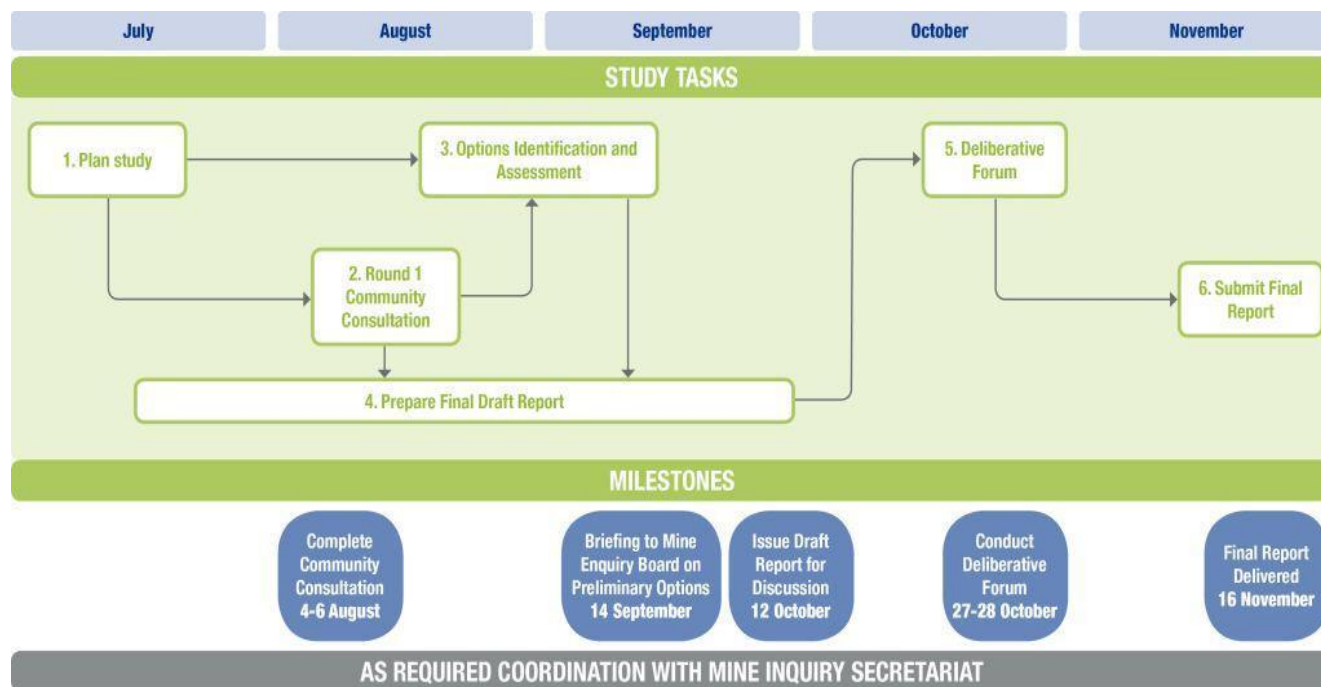 July
August
September
October
November
STUDY TASKS
1. Plan study
3. Options Identification and
Assessment
5. Deliberative
Forum
2. Round 1
Community
Consultation
6. Submit Final
Report
4. Prepare Final Draft Report
MILESTONES
Complete
Community
Consultation
4-6 August
Briefing to Mine
Enquiry Board on
Preliminary Options
14 September
Issue Draft
Report for
Discussion
12 October
Conduct
Deliberative
Forum
27-28 October
Final Report
Delivered
16 November
AS REQUIRED COORDINATION WITH MINE INQUIRY SECRETARIAT